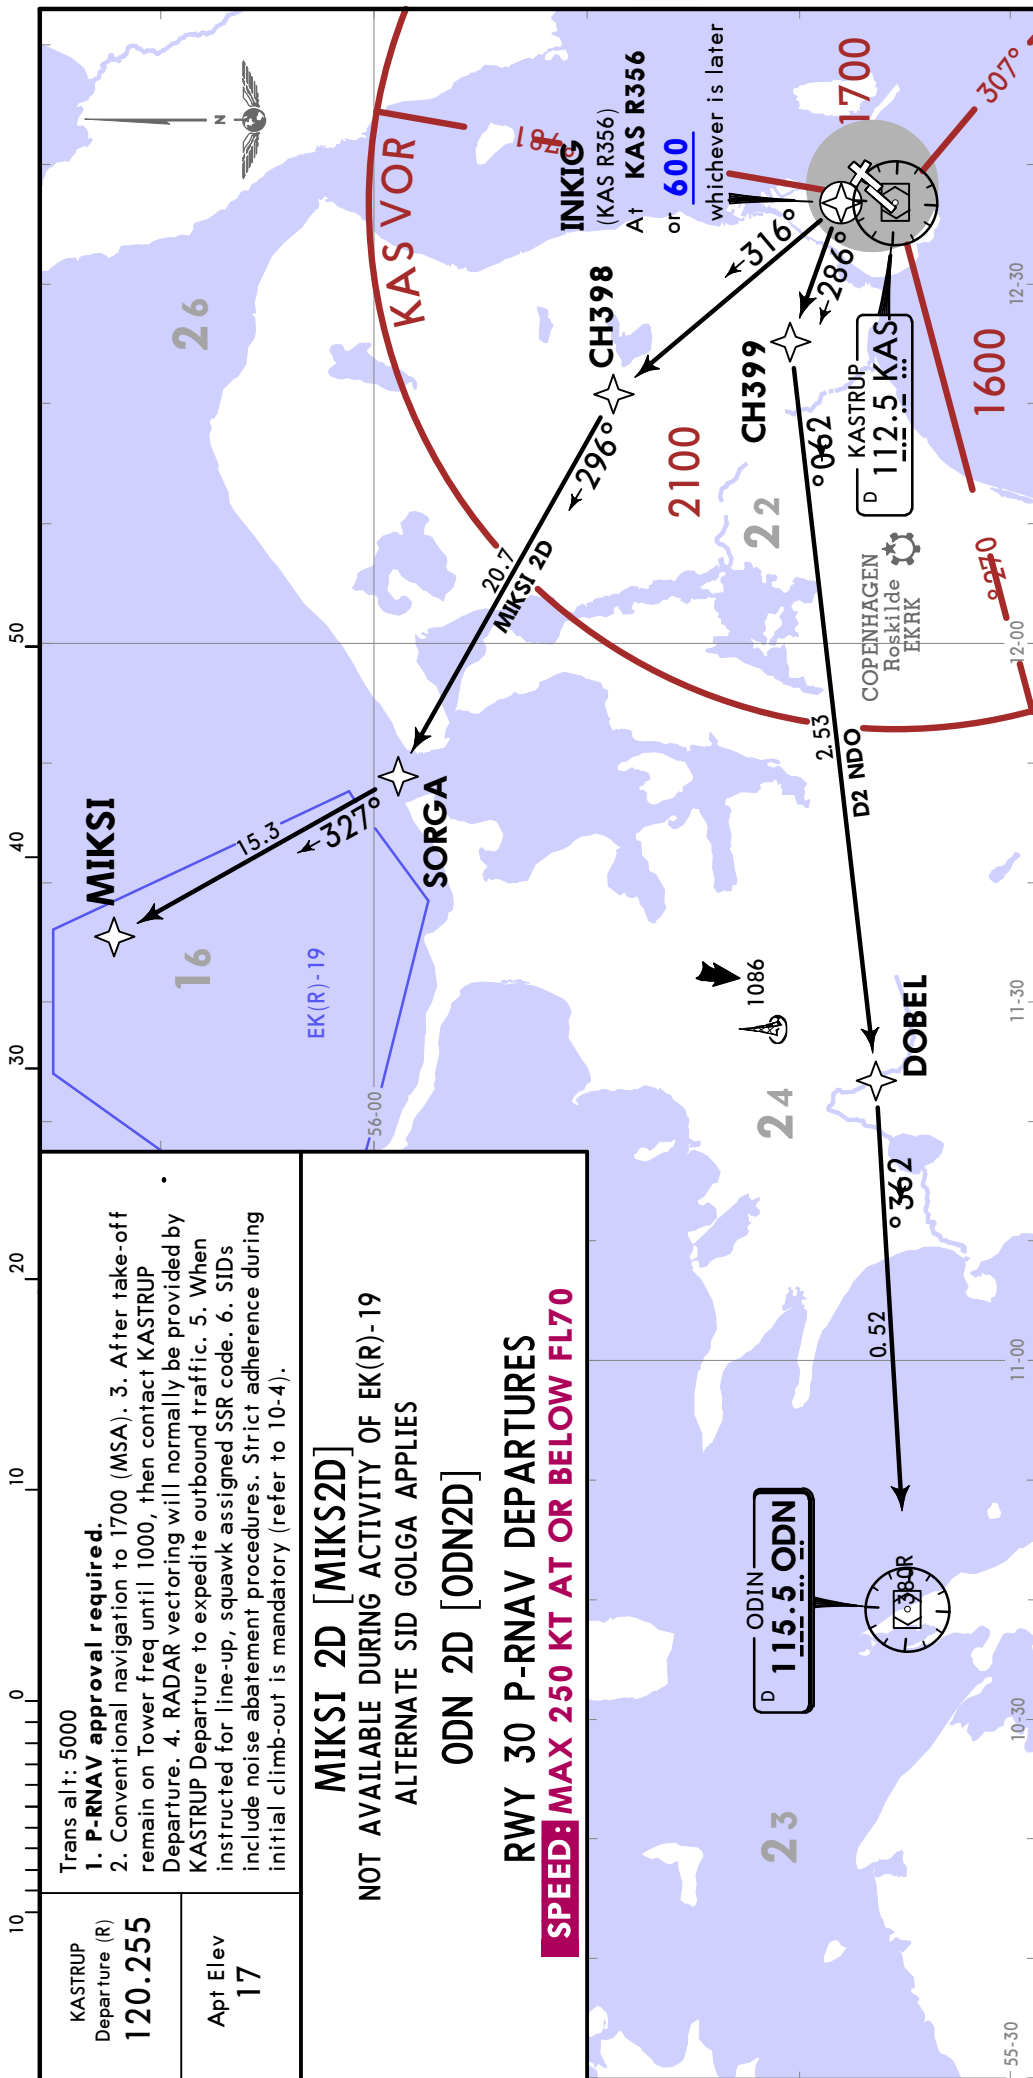 KASTRUP
Departure (R)
120.255
Apt Elev
17
Trans alt: 5000
1. P-RNAV approval required.
2. Conventional navigation to 1700 (MSA). 3. After take-off
remain on Tower freq until 1000, then contact KASTRUP
Departure. 4. RADAR vectoring will normally be provided by
KASTRUP Departure to expedite outbound traffic. 5. When
instructed for line-up, squawk assigned SSR code. 6. SIDs
include noise abatement procedures. Strict adherence during
initial climb-out is mandatory (refer to 10-4).
MIKSI 2D [MIKS2D]
NOT AVAILABLE DURING ACTIVITY OF EK(R)-19
ALTERNATE SID GOLGA APPLIES
ODN 2D [ODN2D]
RWY 30 P-RNAV DEPARTURES
SPEED: MAX 250 KT AT OR BELOW FL70
10
0
10
20
30
40
50
MIKSI
16
15.3
327°
EK(R)-19
SORGA
56-00
26
N
KAS VOR
20.7
MIKSI 2D
296°
CH398
316°
INKIG
(KAS R356)
At KAS R356
or 600
whichever is later
1700
307°
2100
22
CH399
286°
062
D
KASTRUP
112.5 KAS
1600
270
COPENHAGEN
Roskilde
EKRK
2.53
D2 NDO
1086
24
DOBEL
362
0.52
D
ODIN
115.5 ODN
380R
23
12-30
12-00
11-30
11-00
10-30
55-30